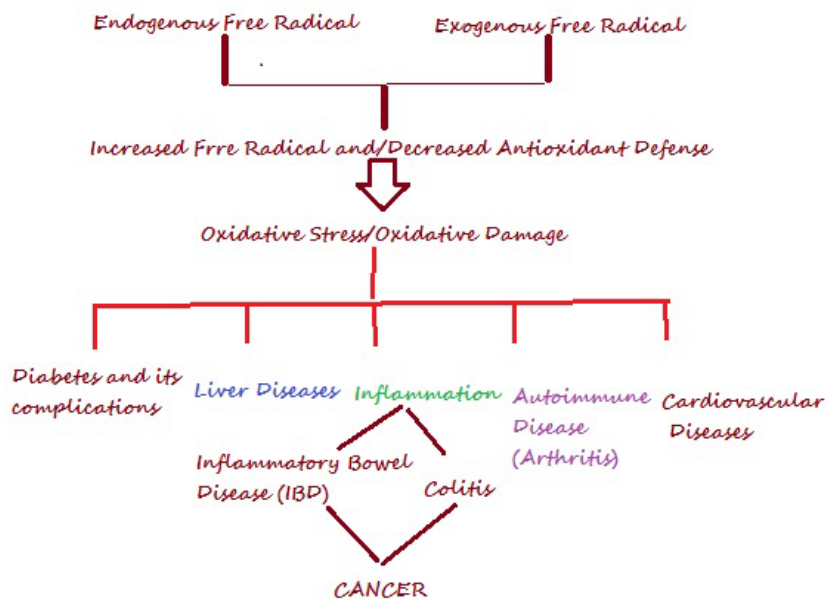 Endogenous Free Radical
Exogenous Free Radical
Increased Frre Radical and/Decreased Antioxidant Defense
Oxidative Stress/Oxidative Damage
Diabetes and its
complications
Liver Diseases
Inflammation
Autoimmune
Disease
(Arthritis)
Cardiovascular
Diseases
Inflammatory Bowel
Disease (IBD)
Colitis
CANCER